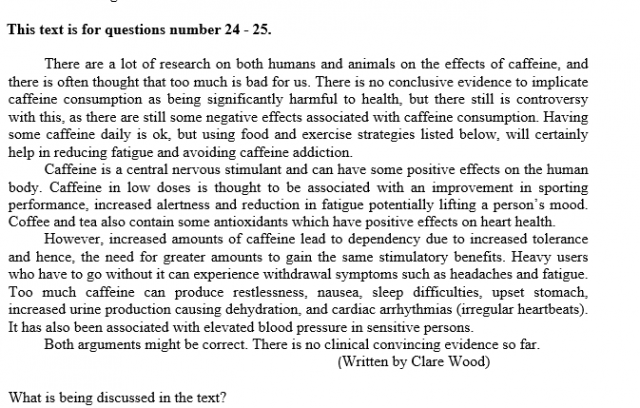 This text is for questions number 24 - 25.
There are a lot of research on both humans and animals on the effects of caffeine, and
there is often thought that too much is bad for us. There is no conclusive evidence to implicate
caffeine consumption as being significantly harmful to health, but there still is controversy
with this, as there are still some negative effects associated with caffeine consumption. Having
some caffeine daily is ok, but using food and exercise strategies listed below, will certainly
help in reducing fatigue and avoiding caffeine addiction.
Caffeine is a central nervous stimulant and can have some positive effects on the human
body. Caffeine in low doses is thought to be associated with an improvement in sporting
performance, increased alertness and reduction in fatigue potentially lifting a person's mood.
Coffee and tea also contain some antioxidants which have positive effects on heart health.
However, increased amounts of caffeine lead to dependency due to increased tolerance
and hence, the need for greater amounts to gain the same stimulatory benefits. Heavy users
who have to go without it can experience withdrawal symptoms such as headaches and fatigue.
Too much caffeine can produce restlessness, nausea, sleep difficulties, upset stomach,
increased urine production causing dehydration, and cardiac arrhythmias (irregular heartbeats).
It has also been associated with elevated blood pressure in sensitive persons.
Both arguments might be correct. There is no clinical convincing evidence so far.
(Written by Clare Wood)
What is being discussed in the text?